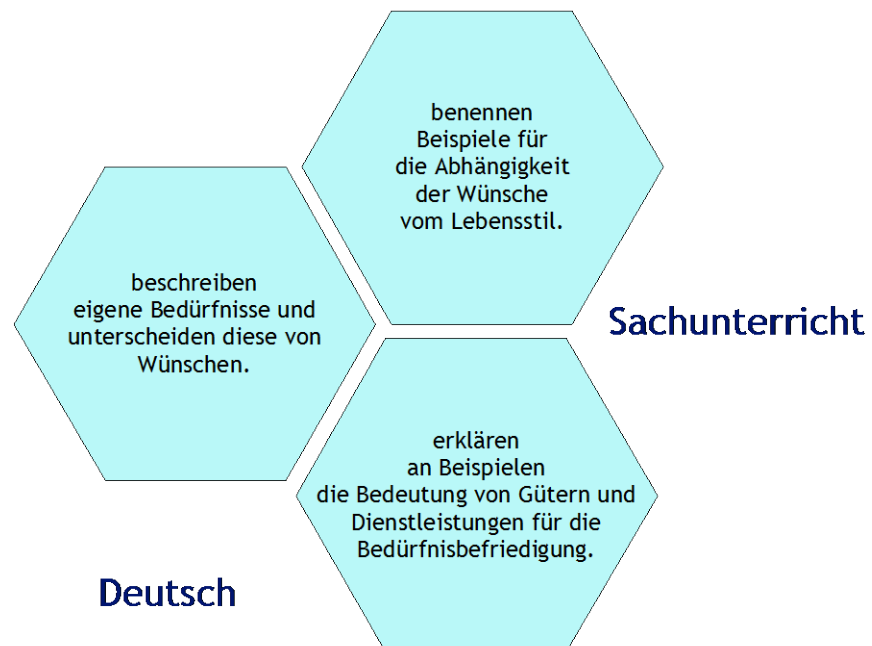 benennen
Beispiele für
die Abhängigkeit
der Wünsche
vom Lebensstil.
beschreiben
eigene Bedürfnisse und
unterscheiden diese von
Wünschen.
Sachunterricht
erklären
an Beispielen
die Bedeutung von Gütern und
Dienstleistungen für die
Bedürfnisbefriedigung.
Deutsch